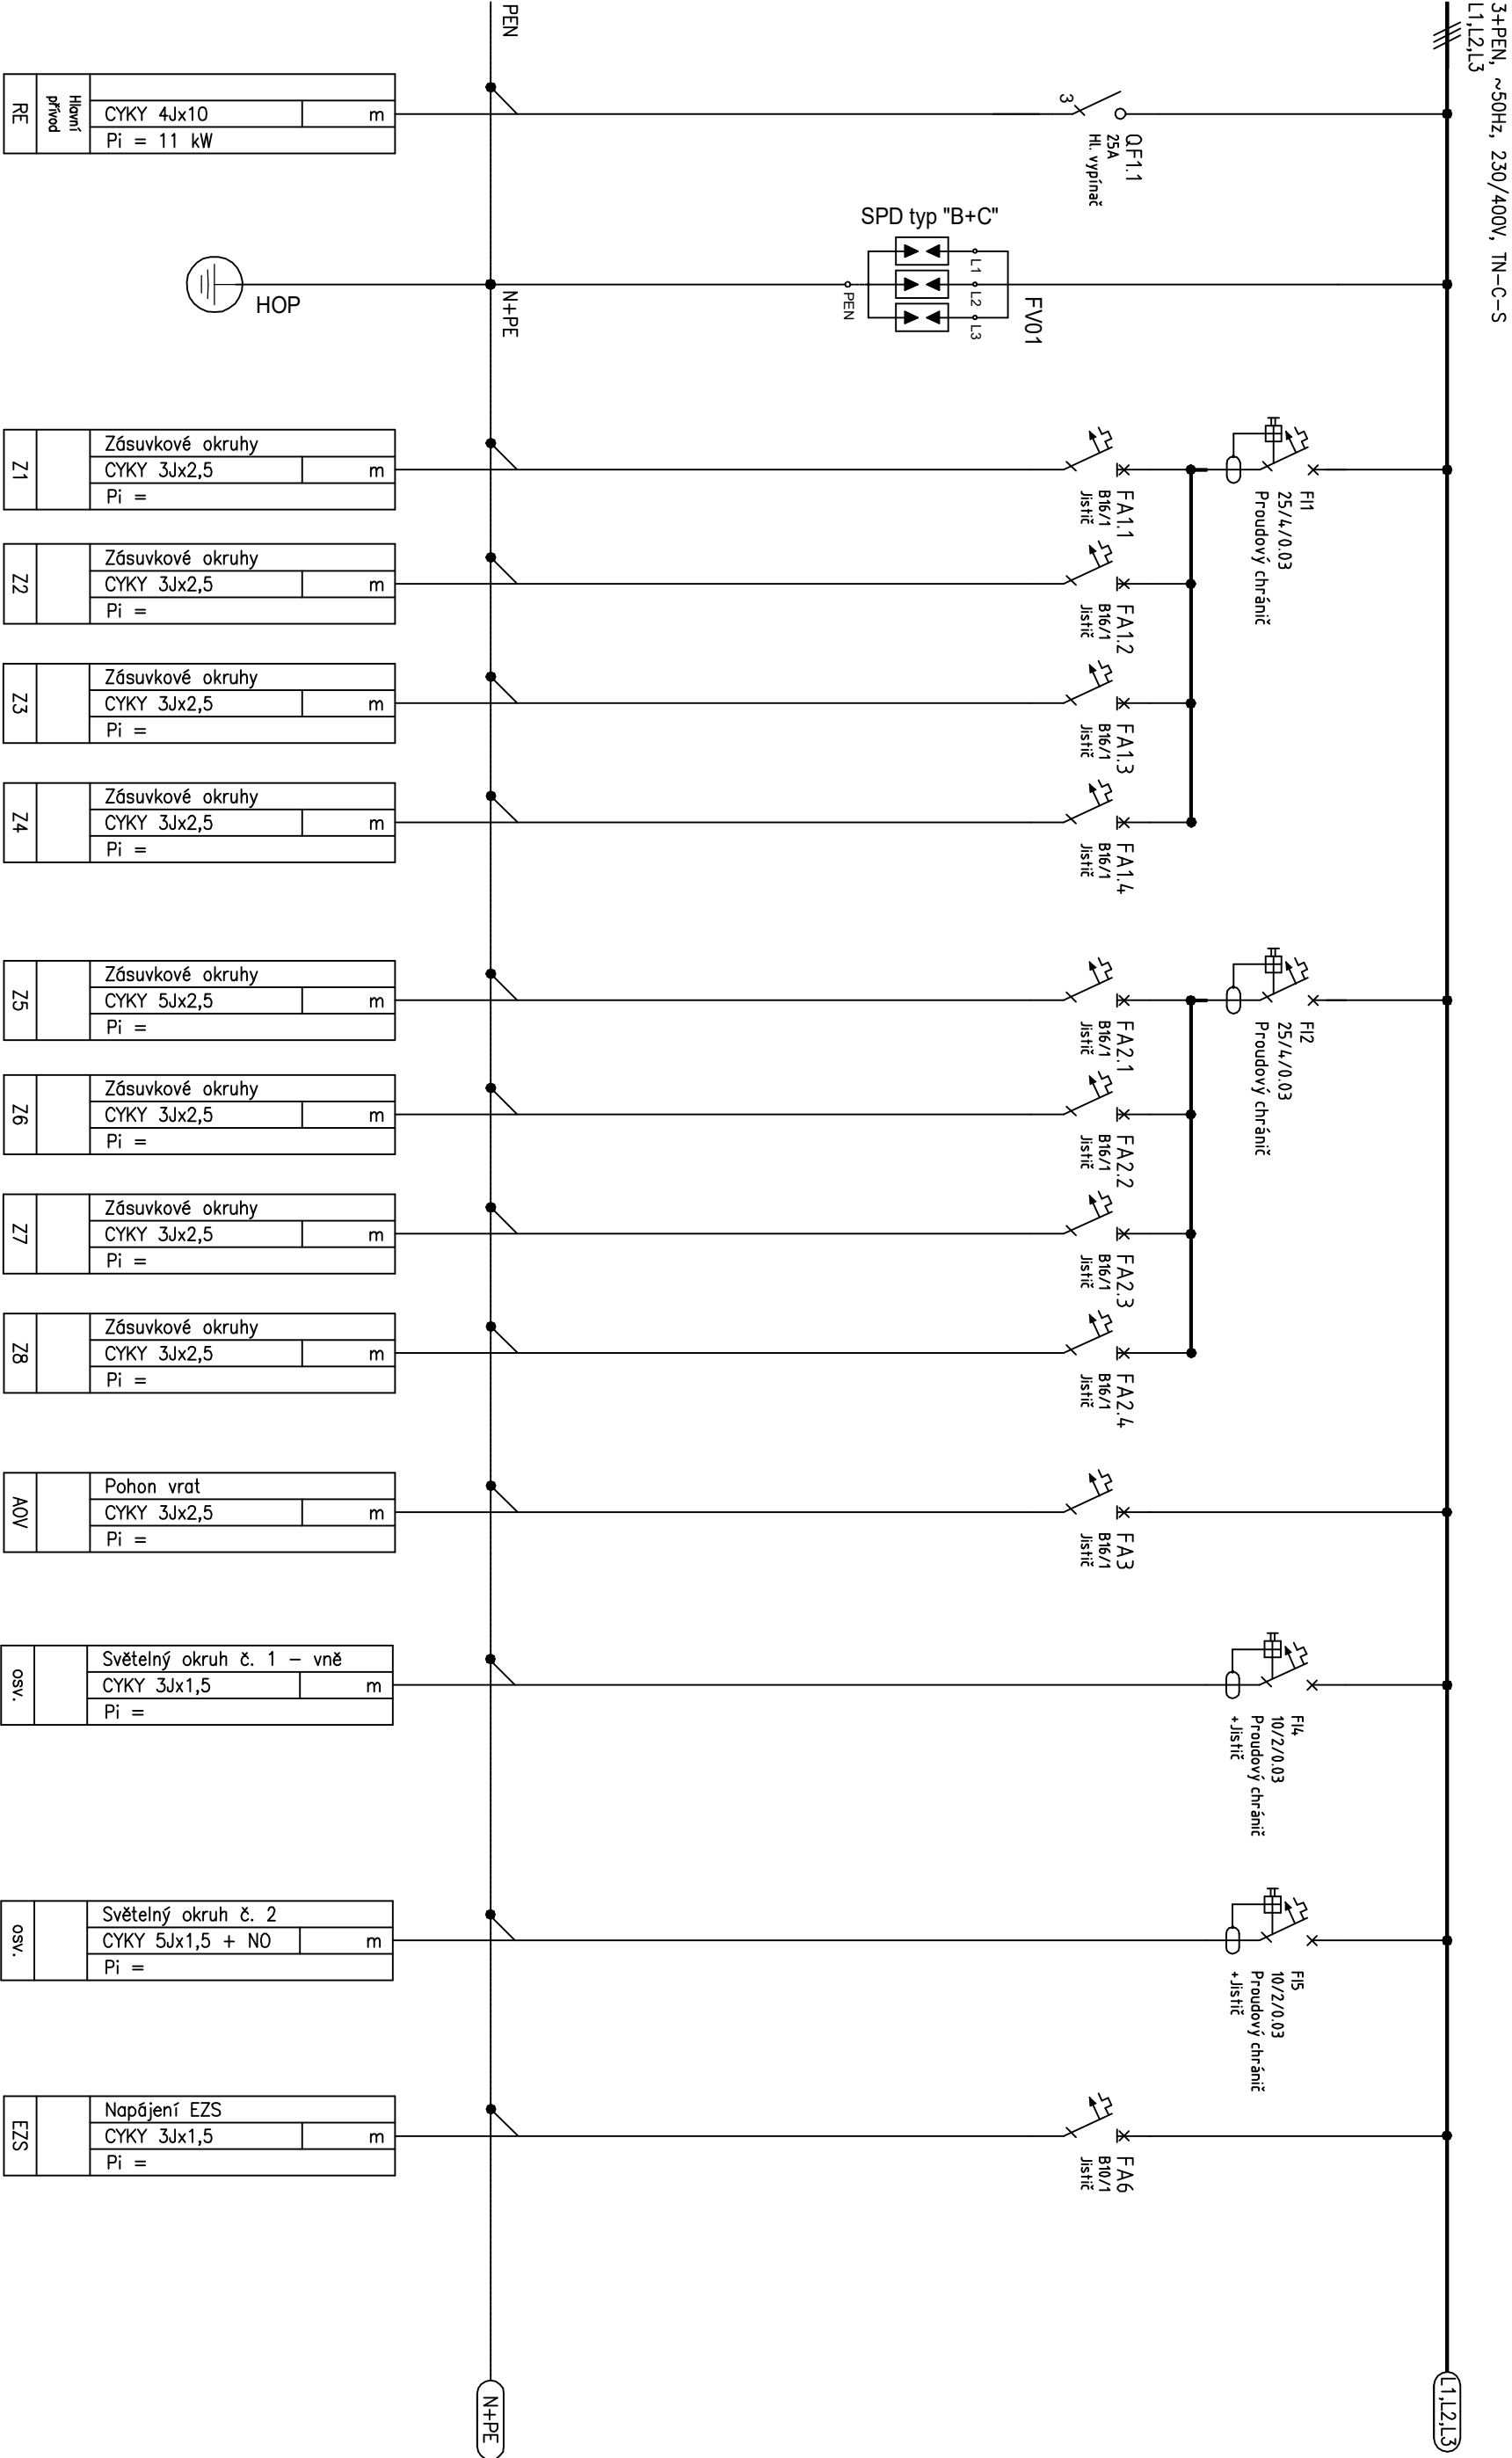 3+PEN, ~50Hz, 230/400V, TN-C-S
L1,L2,L3
PEN
QF1.1
25A
Hl. vypínač
3
CYKY 4Jx10 m
Pi = 11 kW
Hlavní
přívod
RE
SPD typ "B+C"
FV01
L1
L2
L3
PEN
N+PE
HOP
FI1
25/4/0.03
Proudový chránič
FA1.1
B16/1
Jistič
Zásuvkové okruhy
CYKY 3Jx2,5 m
Pi =
Z1
FA1.2
B16/1
Jistič
Zásuvkové okruhy
CYKY 3Jx2,5 m
Pi =
Z2
FA1.3
B16/1
Jistič
Zásuvkové okruhy
CYKY 3Jx2,5 m
Pi =
Z3
FA1.4
B16/1
Jistič
Zásuvkové okruhy
CYKY 3Jx2,5 m
Pi =
Z4
FI2
25/4/0.03
Proudový chránič
FA2.1
B16/1
Jistič
Zásuvkové okruhy
CYKY 5Jx2,5 m
Pi =
Z5
FA2.2
B16/1
Jistič
Zásuvkové okruhy
CYKY 3Jx2,5 m
Pi =
Z6
FA2.3
B16/1
Jistič
Zásuvkové okruhy
CYKY 3Jx2,5 m
Pi =
Z7
FA2.4
B16/1
Jistič
Zásuvkové okruhy
CYKY 3Jx2,5 m
Pi =
Z8
FA3
B16/1
Jistič
Pohon vrat
CYKY 3Jx2,5 m
Pi =
AOV
FI4
10/2/0.03
Proudový chránič
+Jistič
Světelný okruh č. 1 – vně
CYKY 3Jx1,5 m
Pi =
osv.
FI5
10/2/0.03
Proudový chránič
+Jistič
Světelný okruh č. 2
CYKY 5Jx1,5 + NO m
Pi =
osv.
FA6
B10/1
Jistič
Napájení EZS
CYKY 3Jx1,5 m
Pi =
EZS
L1,L2,L3
N+PE